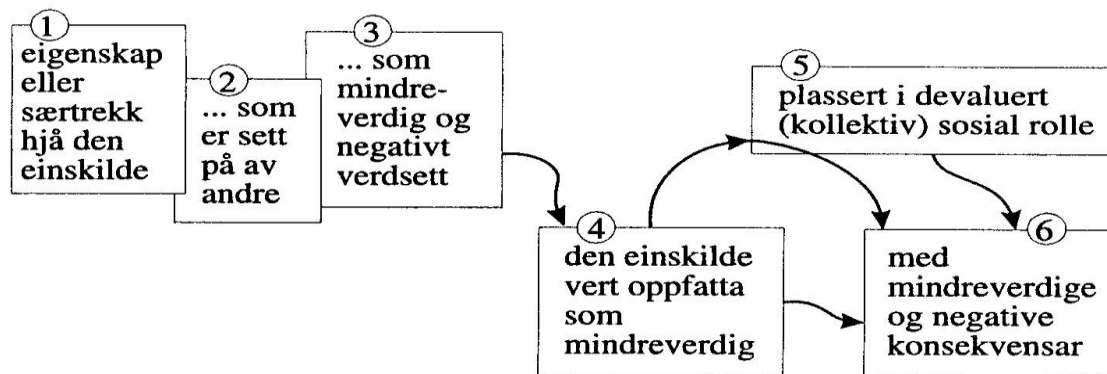 1
eigenskap
eller
særtrekk
hjå den
einskilde
2
... som
er sett
på av
andre
3
... som
mindre-
verdig og
negativt
verdsett
4
den einskilde
vert oppfatta
som
mindreverdig
5
plassert i devaluert
(kollektiv) sosial rolle
6
med
mindreverdige
og negative
konsekvensar